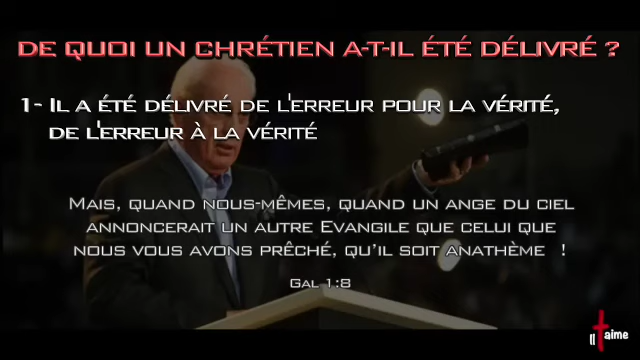 DE QUOI UN CHRÉTIEN A-T-IL ÉTÉ DÉLIVRÉ ?
1- IL A ÉTÉ DÉLIVRÉ DE L'ERREUR POUR LA VÉRITÉ,
DE L'ERREUR À LA VÉRITÉ
MAIS, QUAND NOUS-MÊMES, QUAND UN ANGE DU CIEL
ANNONCERAIT UN AUTRE EVANGILE QUE CELUI QUE
NOUS VOUS AVONS PRÊCHÉ, QU'IL SOIT ANATHÈME !
GAL 1:8
Il t'aime